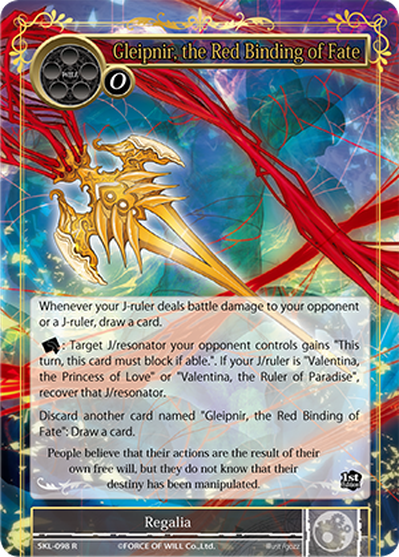 Gleipnir, the Red Binding of Fate
WILL
0
Whenever your J-ruler deals battle damage to your opponent
or a J-ruler, draw a card.
: Target J/resonator your opponent controls gains "This
turn, this card must block if able.". If your J/ruler is "Valentina,
the Princess of Love" or "Valentina, the Ruler of Paradise",
recover that J/resonator.
Discard another card named "Gleipnir, the Red Binding of
Fate": Draw a card.
People believe that their actions are the result of their
own free will, but they do not know that their
destiny has been manipulated.
1st
Edition
Regalia
SKL-098 R ©FORCE OF WILL Co.,Ltd. Illust / gozz